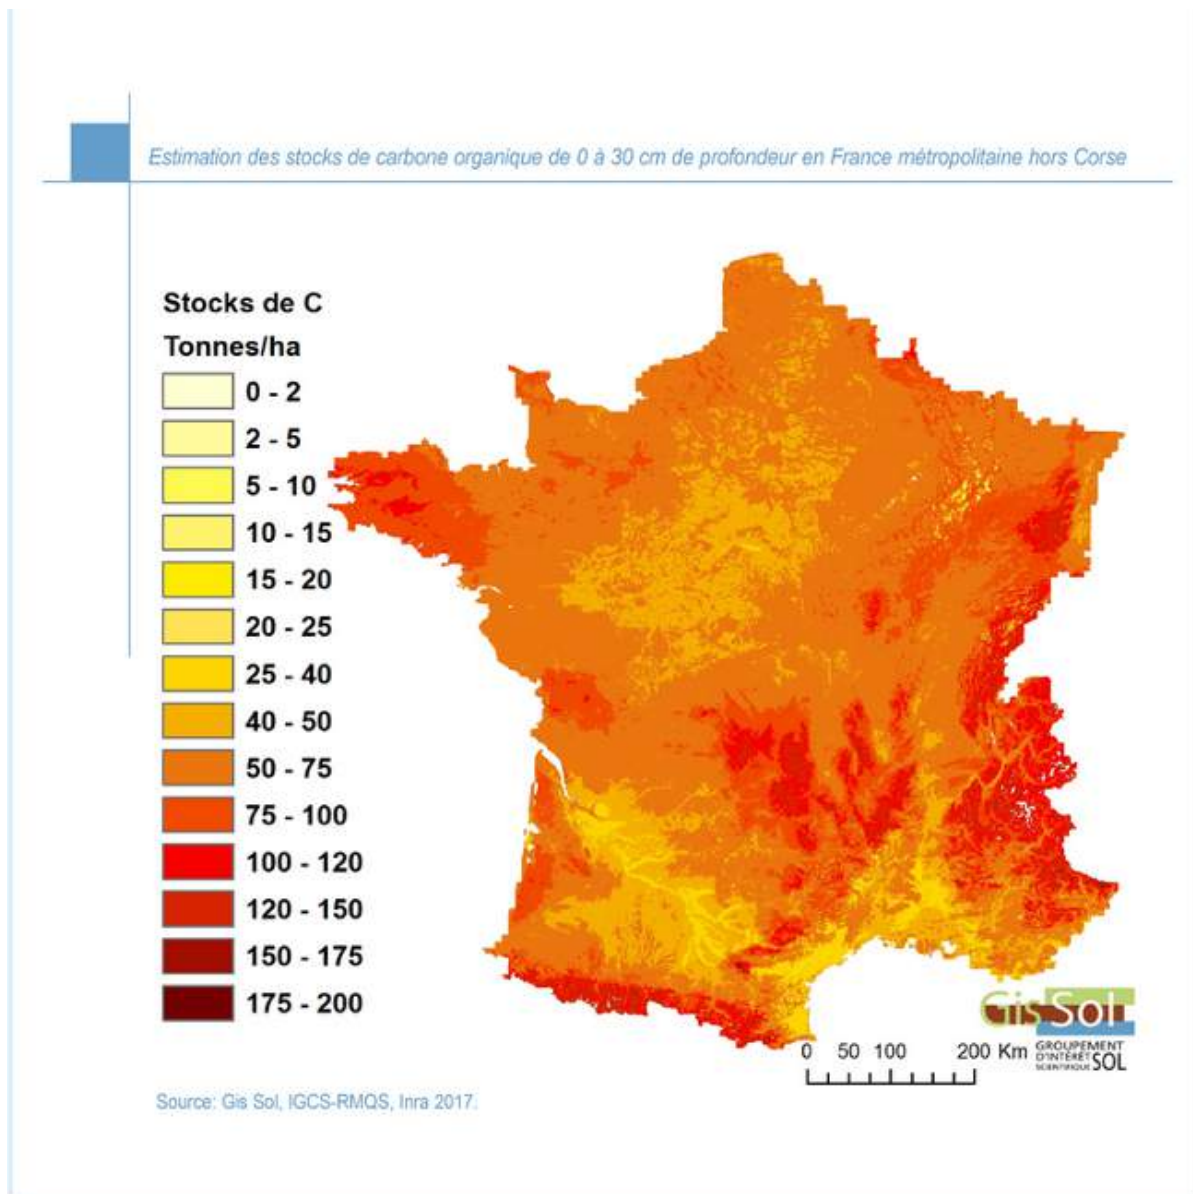 Estimation des stocks de carbone organique de 0 à 30 cm de profondeur en France métropolitaine hors Corse
Stocks de C
Tonnes/ha
0 - 2
2 - 5
5 - 10
10 - 15
15 - 20
20 - 25
25 - 40
40 - 50
50 - 75
75 - 100
100 - 120
120 - 150
150 - 175
175 - 200
Gis Sol
GROUPEMENT
D'INTÉRÊT
SCIENTIFIQUE SOL
0 50 100 200 Km
Source: Gis Sol, IGCS-RMQS, Inra 2017.